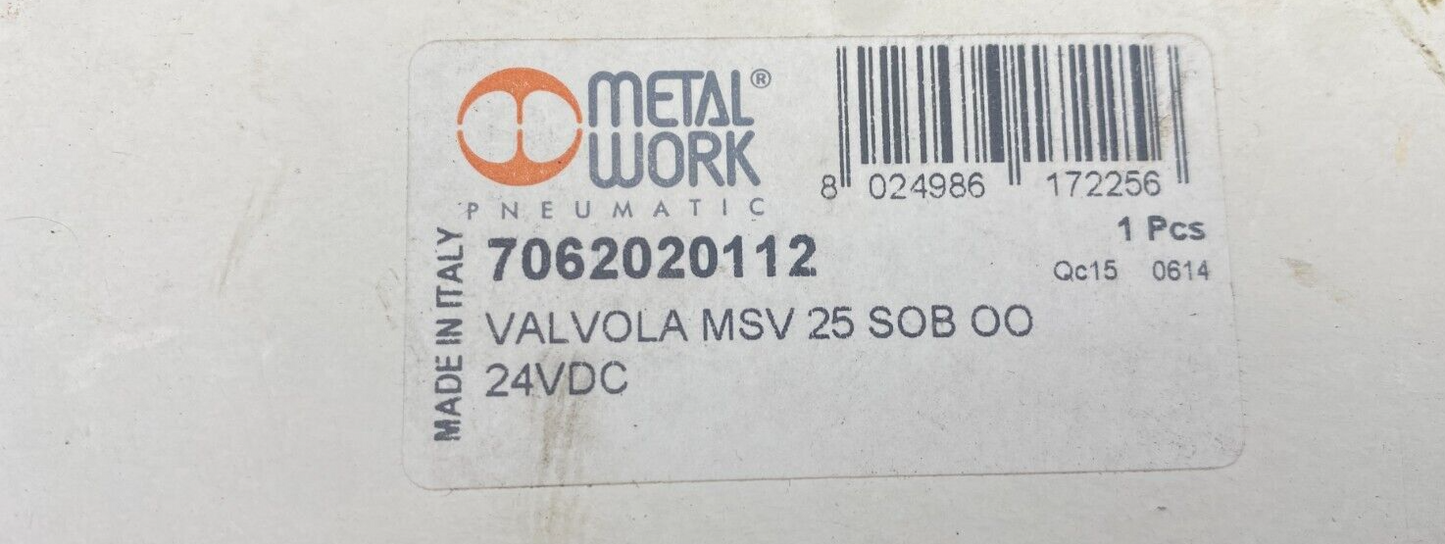 METAL®
WORK
PNEUMATIC
8 024986 172256
MADE IN ITALY
7062020112
1 Pcs
Qc15 0614
VALVOLA MSV 25 SOB OO
24VDC